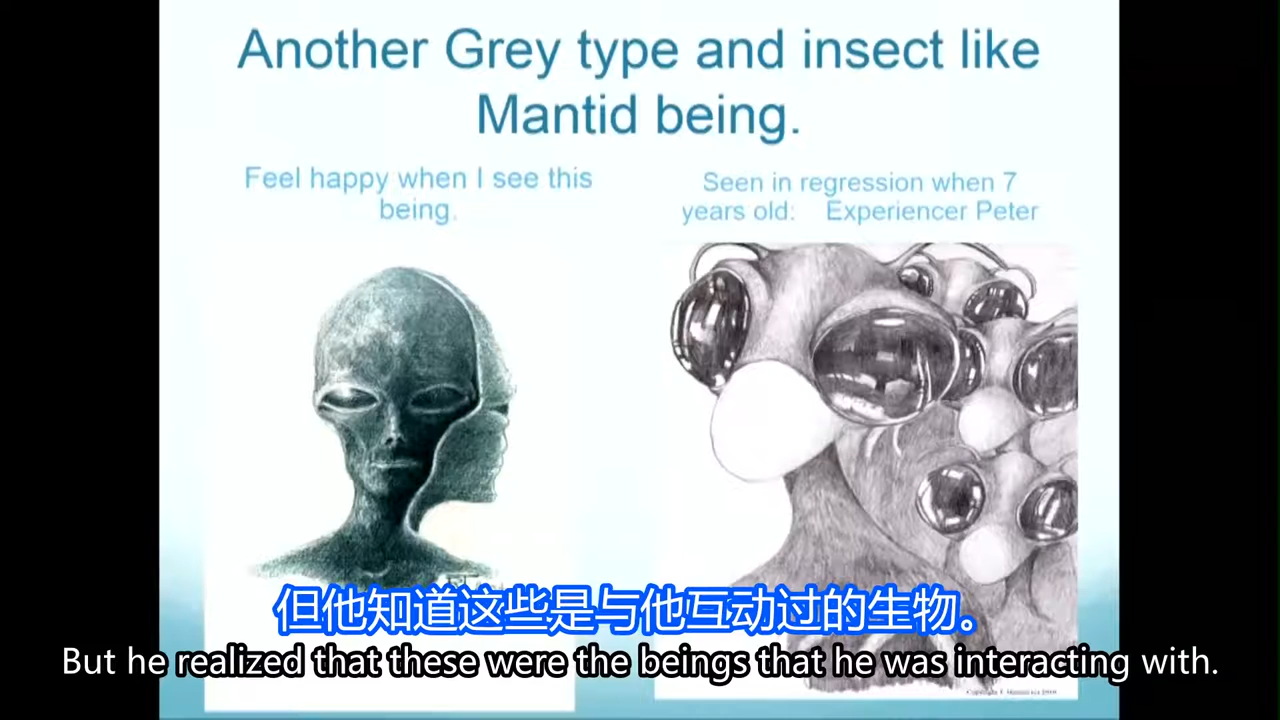 Another Grey type and insect like
Mantid being.
Feel happy when I see this
being.
Seen in regression when 7
years old: Experiencer Peter
但他知道这些是与他互动过的生物。
But he realized that these were the beings that he was interacting with.